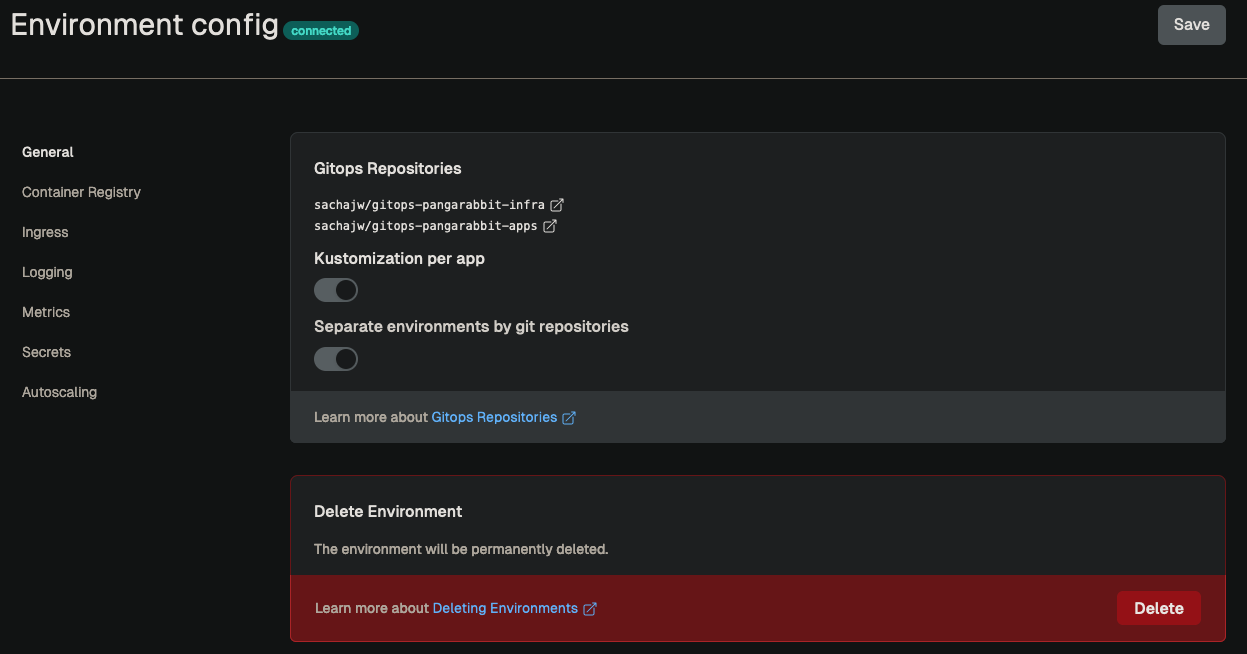 Environment config connected
Save
General
Container Registry
Ingress
Logging
Metrics
Secrets
Autoscaling
Gitops Repositories
sachajw/gitops-pangarabbit-infra
sachajw/gitops-pangarabbit-apps
Kustomization per app
Separate environments by git repositories
Learn more about Gitops Repositories
Delete Environment
The environment will be permanently deleted.
Learn more about Deleting Environments
Delete